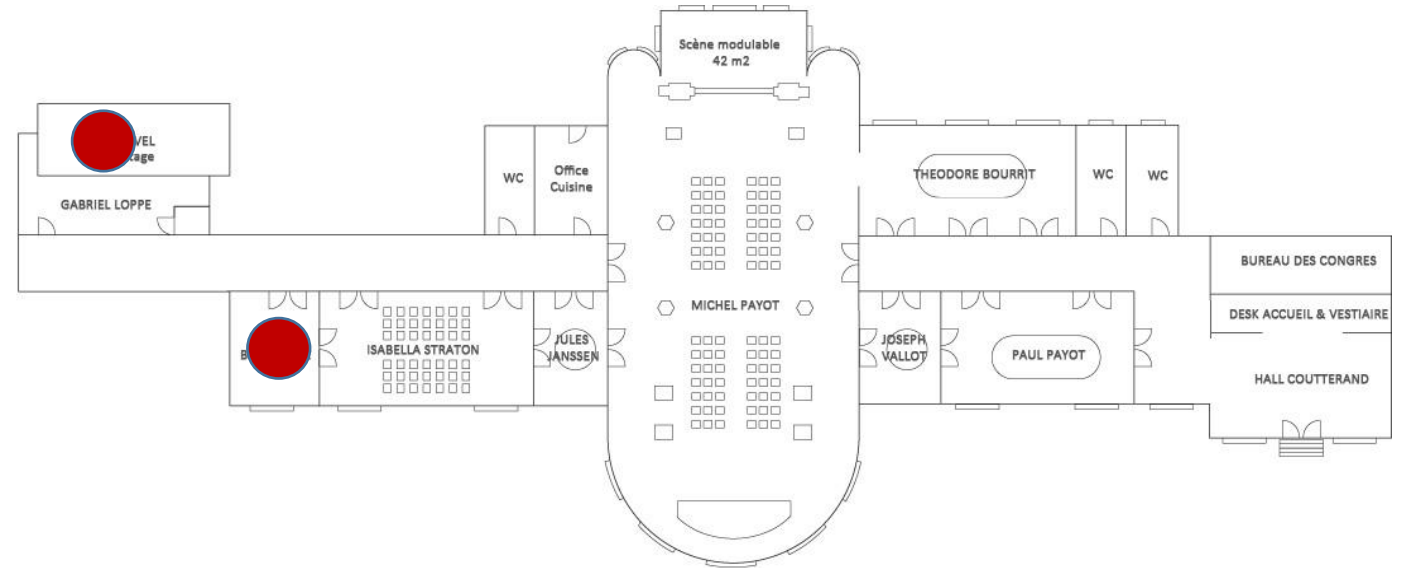 Scène modulable
42 m2
VEL
tage
GABRIEL LOPPE
WC
Office
Cuisine
THEODORE BOURRIT
WC
WC
BUREAU DES CONGRES
DESK ACCUEIL & VESTIAIRE
HALL COUTTERAND
MICHEL PAYOT
B
ISABELLA STRATON
JULES
JANSSEN
JOSEPH
VALLOT
PAUL PAYOT